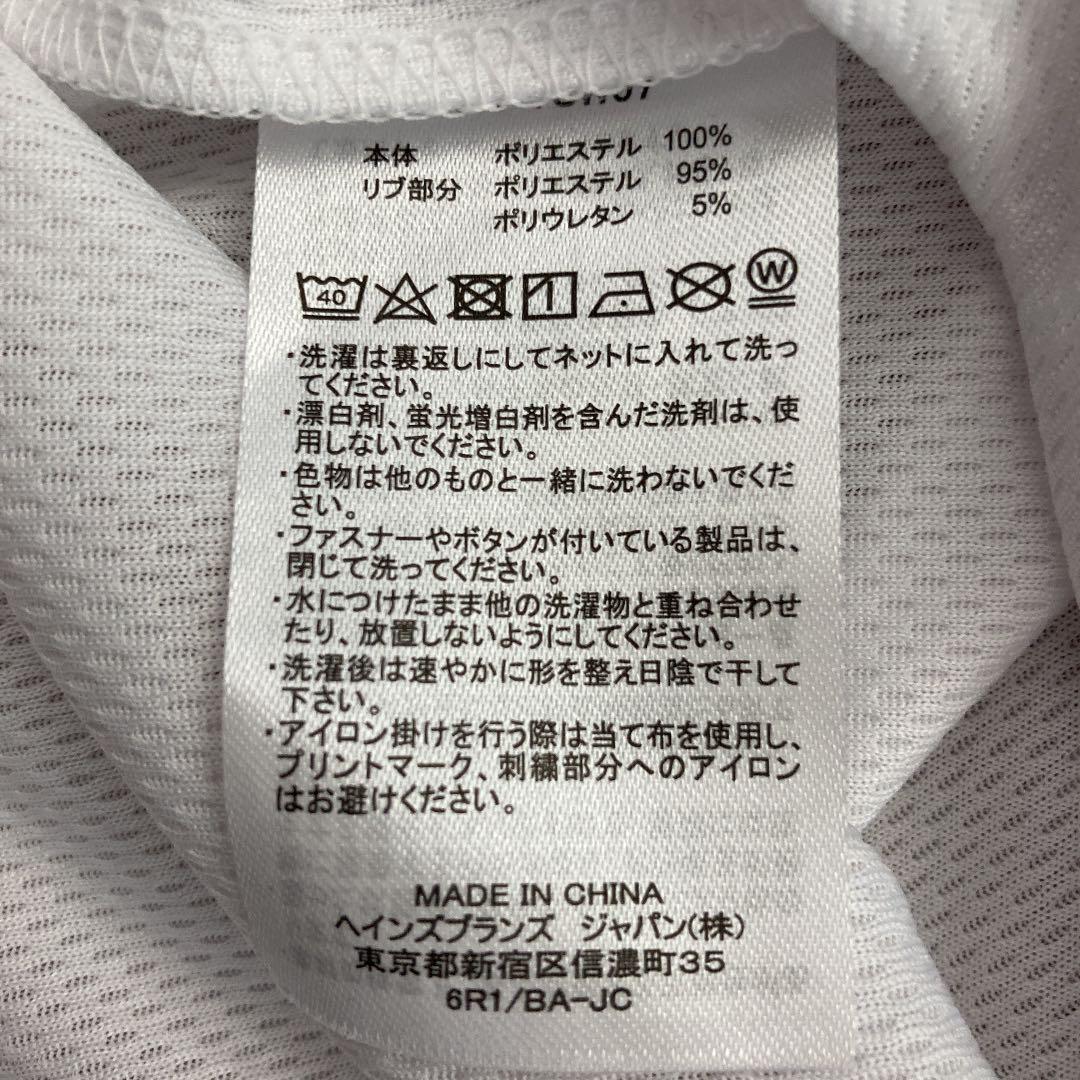 本体 ポリエステル 100%
リブ部分 ポリエステル 95%
ポリウレタン 5%
40 W
・洗濯は裏返しにしてネットに入れて洗っ
てください。
・漂白剤、蛍光増白剤を含んだ洗剤は、使
用しないでください。
・色物は他のものと一緒に洗わないでくだ
さい。
・ファスナーやボタンが付いている製品は、
閉じて洗ってください。
・水につけたまま他の洗濯物と重ね合わせ
たり、放置しないようにしてください。
・洗濯後は速やかに形を整え日陰で干して
下さい。
・アイロン掛けを行う際は当て布を使用し、
プリントマーク、刺繍部分へのアイロン
はお避けください。
MADE IN CHINA
ヘインズブランズ ジャパン(株)
東京都新宿区信濃町35
6R1/BA-JC